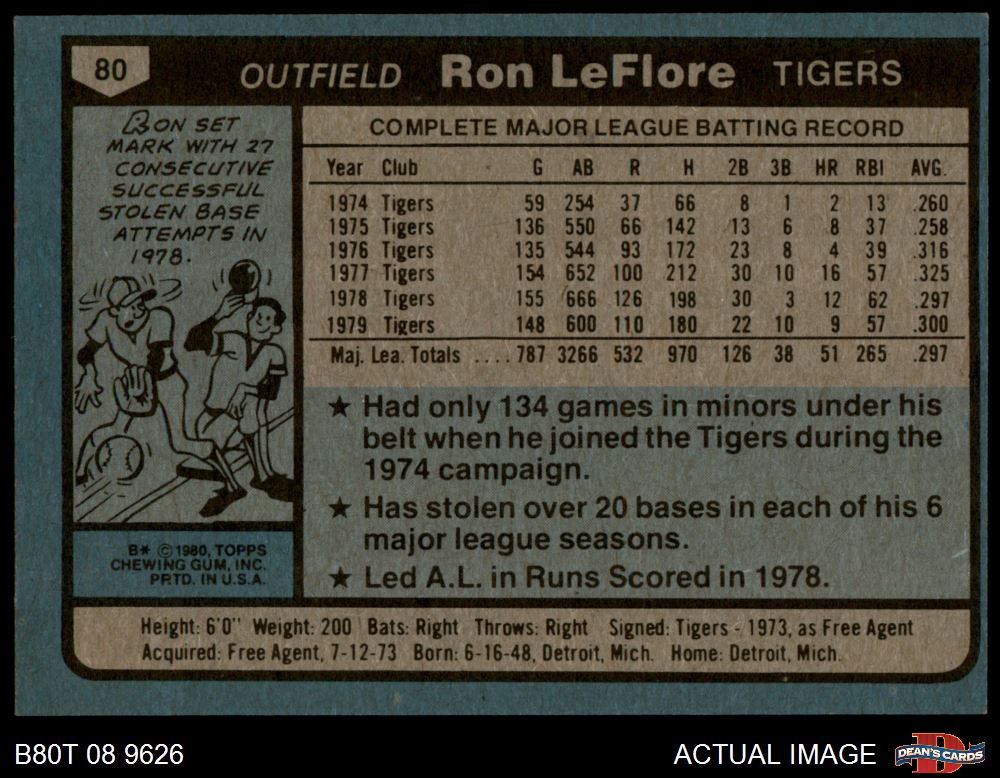 80 OUTFIELD Ron LeFlore TIGERS
RON SET
MARK WITH 27
CONSECUTIVE
SUCCESSFUL
STOLEN BASE
ATTEMPTS IN
1978.
B* © 1980, TOPPS
CHEWING GUM, INC.
PRTD. IN U.S.A.
COMPLETE MAJOR LEAGUE BATTING RECORD
Year Club G AB R H 2B 3B HR RBI AVG.
1974 Tigers 59 254 37 66 8 1 2 13 .260
1975 Tigers 136 550 66 142 13 6 8 37 .258
1976 Tigers 135 544 93 172 23 8 4 39 .316
1977 Tigers 154 652 100 212 30 10 16 57 .325
1978 Tigers 155 666 126 198 30 3 12 62 .297
1979 Tigers 148 600 110 180 22 10 9 57 .300
Maj. Lea. Totals ....787 3266 532 970 126 38 51 265 .297
★ Had only 134 games in minors under his
belt when he joined the Tigers during the
1974 campaign.
★ Has stolen over 20 bases in each of his 6
major league seasons.
★ Led A.L. in Runs Scored in 1978.
Height: 6'0" Weight: 200 Bats: Right Throws: Right Signed: Tigers - 1973, as Free Agent
Acquired: Free Agent, 7-12-73 Born: 6-16-48, Detroit, Mich. Home: Detroit, Mich.
B80T 08 9626 ACTUAL IMAGE DEAN'S CARDS